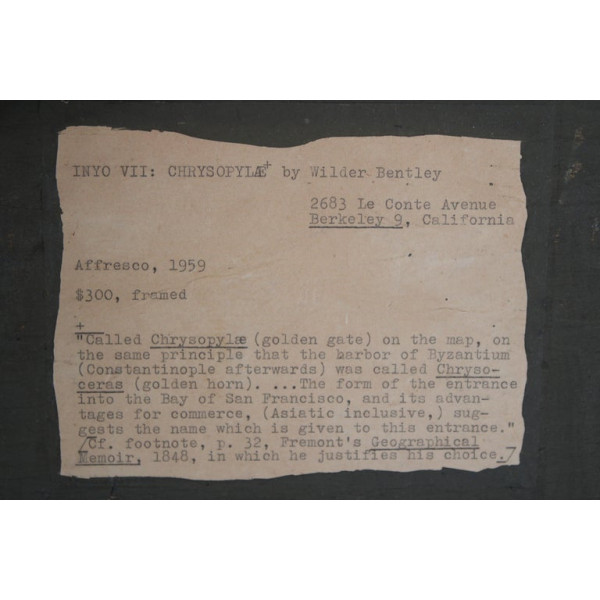 INYO VII: CHRYSOPYLÆ+ by Wilder Bentley
2683 Le Conte Avenue
Berkeley 9, California
Affresco, 1959
$300, framed
+
"Called Chrysopylæ (golden gate) on the map, on
the same principle that the harbor of Byzantium
(Constantinople afterwards) was called Chryso-
ceras (golden horn). ...The form of the entrance
into the Bay of San Francisco, and its advan-
tages for commerce, (Asiatic inclusive,) sug-
gests the name which is given to this entrance."
/Cf. footnote, p. 32, Fremont's Geographical
Memoir, 1848, in which he justifies his choice./